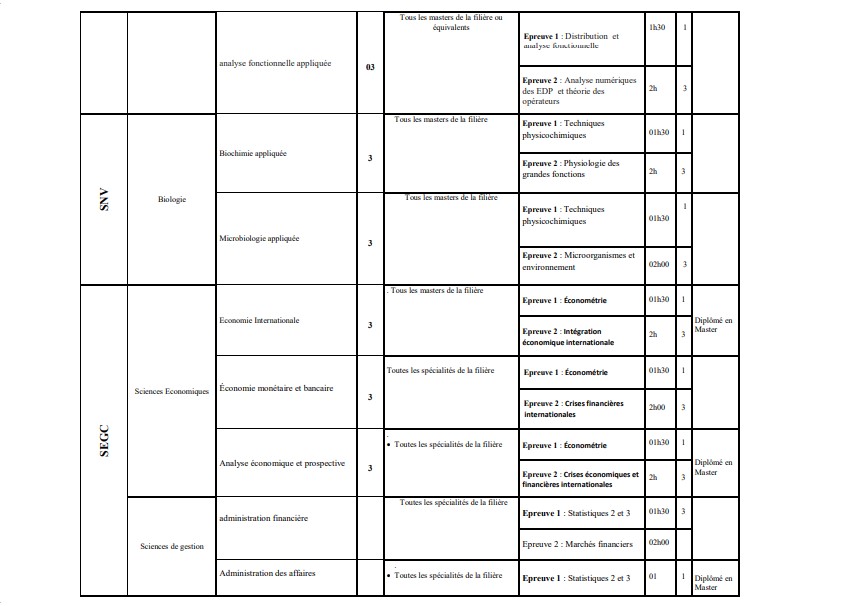 analyse fonctionnelle appliquée
03
Tous les masters de la filière ou
équivalents
Epreuve 1 : Distribution et
analyse fonctionnelle
1h30
1
Epreuve 2 : Analyse numériques
des EDP et théorie des
opérateurs
2h
3
SNV
Biologie
Biochimie appliquée
3
Tous les masters de la filière
Epreuve 1 : Techniques
physicochimiques
01h30
1
Epreuve 2 : Physiologie des
grandes fonctions
2h
3
Microbiologie appliquée
3
Tous les masters de la filière
Epreuve 1 : Techniques
physicochimiques
01h30
1
Epreuve 2 : Microorganismes et
environnement
02h00
3
SEGC
Sciences Economiques
Economie Internationale
3
. Tous les masters de la filière
Epreuve 1 : Économétrie
01h30
1
Epreuve 2 : Intégration
économique internationale
2h
3
Diplômé en
Master
Économie monétaire et bancaire
3
Toutes les spécialités de la filière
Epreuve 1 : Économétrie
01h30
1
Epreuve 2 : Crises financières
internationales
2h00
3
Analyse économique et prospective
3
.
• Toutes les spécialités de la filière
Epreuve 1 : Économétrie
01h30
1
Epreuve 2 : Crises économiques et
financières internationales
2h
3
Diplômé en
Master
Sciences de gestion
administration financière
Toutes les spécialités de la filière
Epreuve 1 : Statistiques 2 et 3
01h30
3
Epreuve 2 : Marchés financiers
02h00
Administration des affaires
.
• Toutes les spécialités de la filière
Epreuve 1 : Statistiques 2 et 3
01
1
Diplômé en
Master